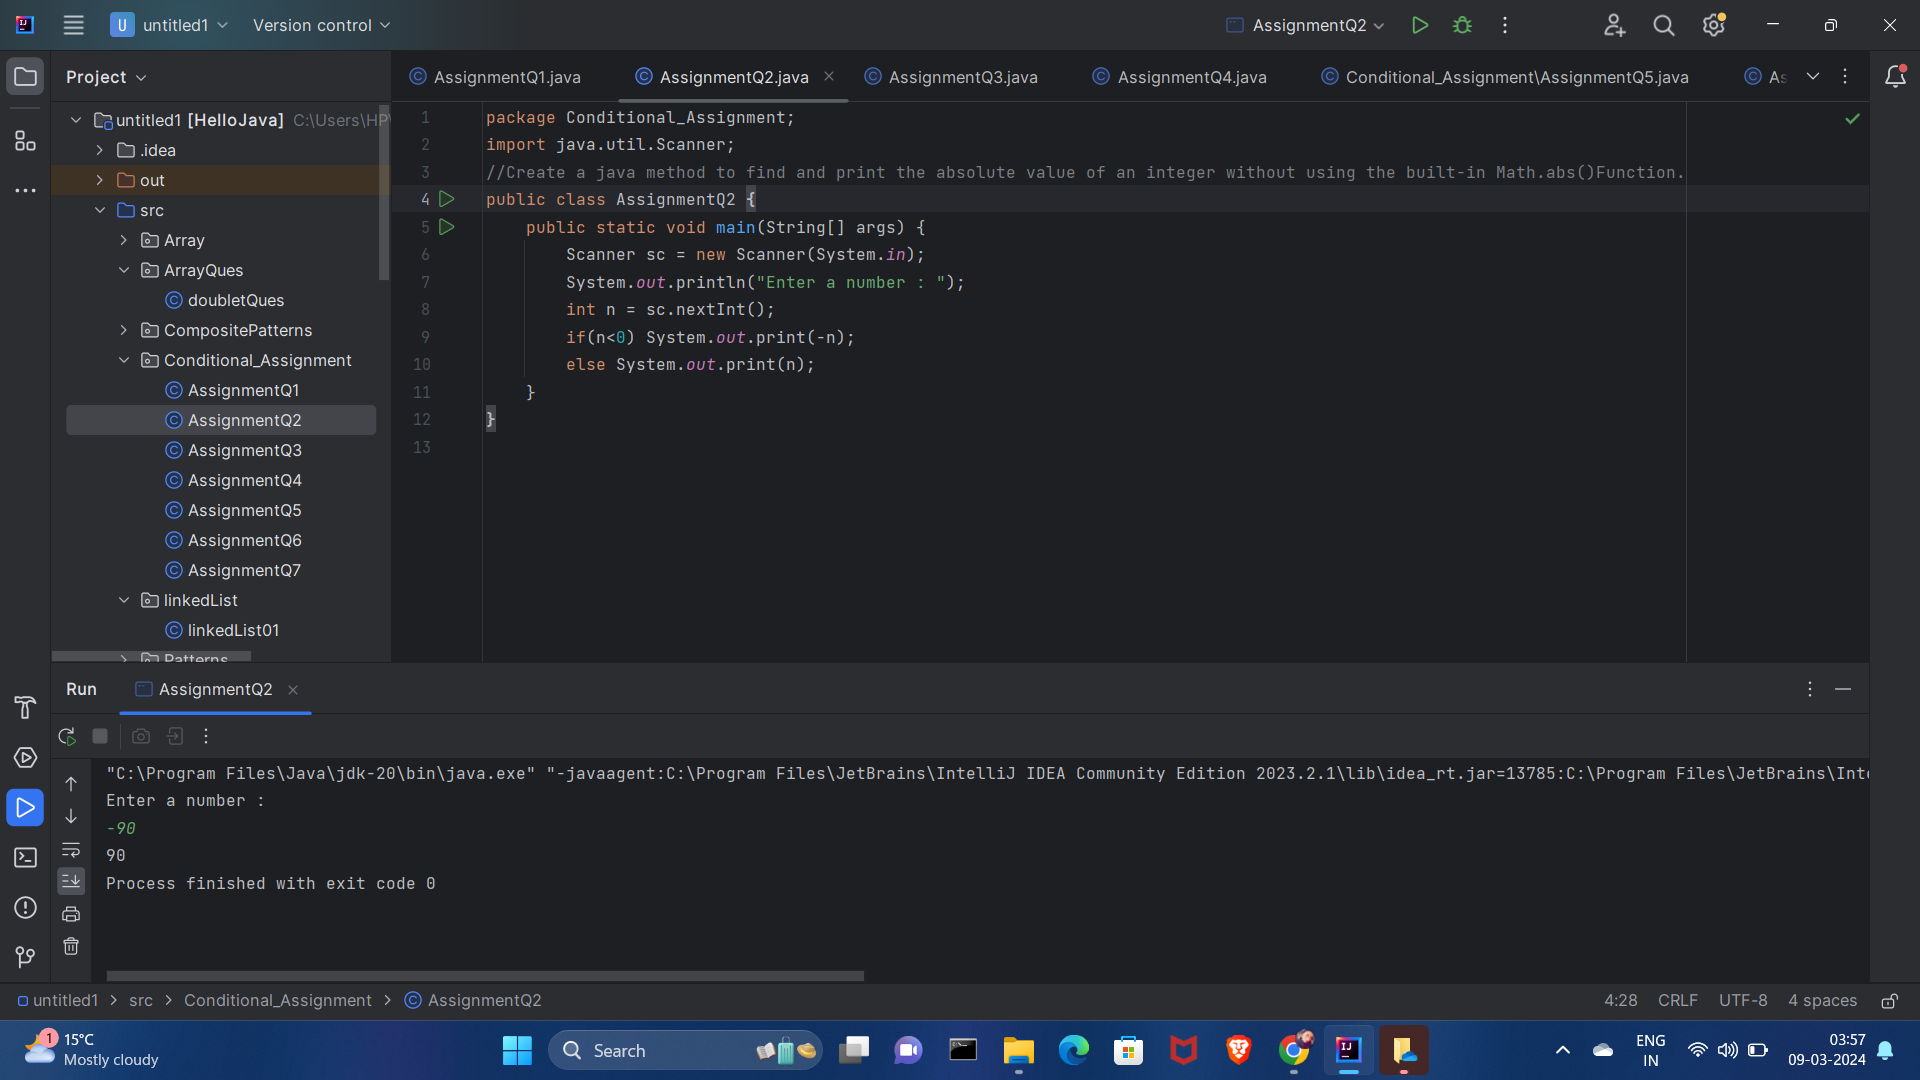 untitled1
Version control
AssignmentQ2
Project
AssignmentQ1.java
AssignmentQ2.java
AssignmentQ3.java
AssignmentQ4.java
Conditional_Assignment\AssignmentQ5.java
As
untitled1 [HelloJava] C:\Users\HP\
.idea
out
src
Array
ArrayQues
doubletQues
CompositePatterns
Conditional_Assignment
AssignmentQ1
AssignmentQ2
AssignmentQ3
AssignmentQ4
AssignmentQ5
AssignmentQ6
AssignmentQ7
linkedList
linkedList01
Patterns
1 package Conditional_Assignment;
2 import java.util.Scanner;
3 //Create a java method to find and print the absolute value of an integer without using the built-in Math.abs()Function.
4 public class AssignmentQ2 {
5 public static void main(String[] args) {
6 Scanner sc = new Scanner(System.in);
7 System.out.println("Enter a number : ");
8 int n = sc.nextInt();
9 if(n<0) System.out.print(-n);
10 else System.out.print(n);
11 }
12 }
13
Run
AssignmentQ2
"C:\Program Files\Java\jdk-20\bin\java.exe" "-javaagent:C:\Program Files\JetBrains\IntelliJ IDEA Community Edition 2023.2.1\lib\idea_rt.jar=13785:C:\Program Files\JetBrains\Inte
Enter a number :
-90
90
Process finished with exit code 0
untitled1 > src > Conditional_Assignment > AssignmentQ2
4:28 CRLF UTF-8 4 spaces
1
15°C
Mostly cloudy
Search
ENG
IN
03:57
09-03-2024